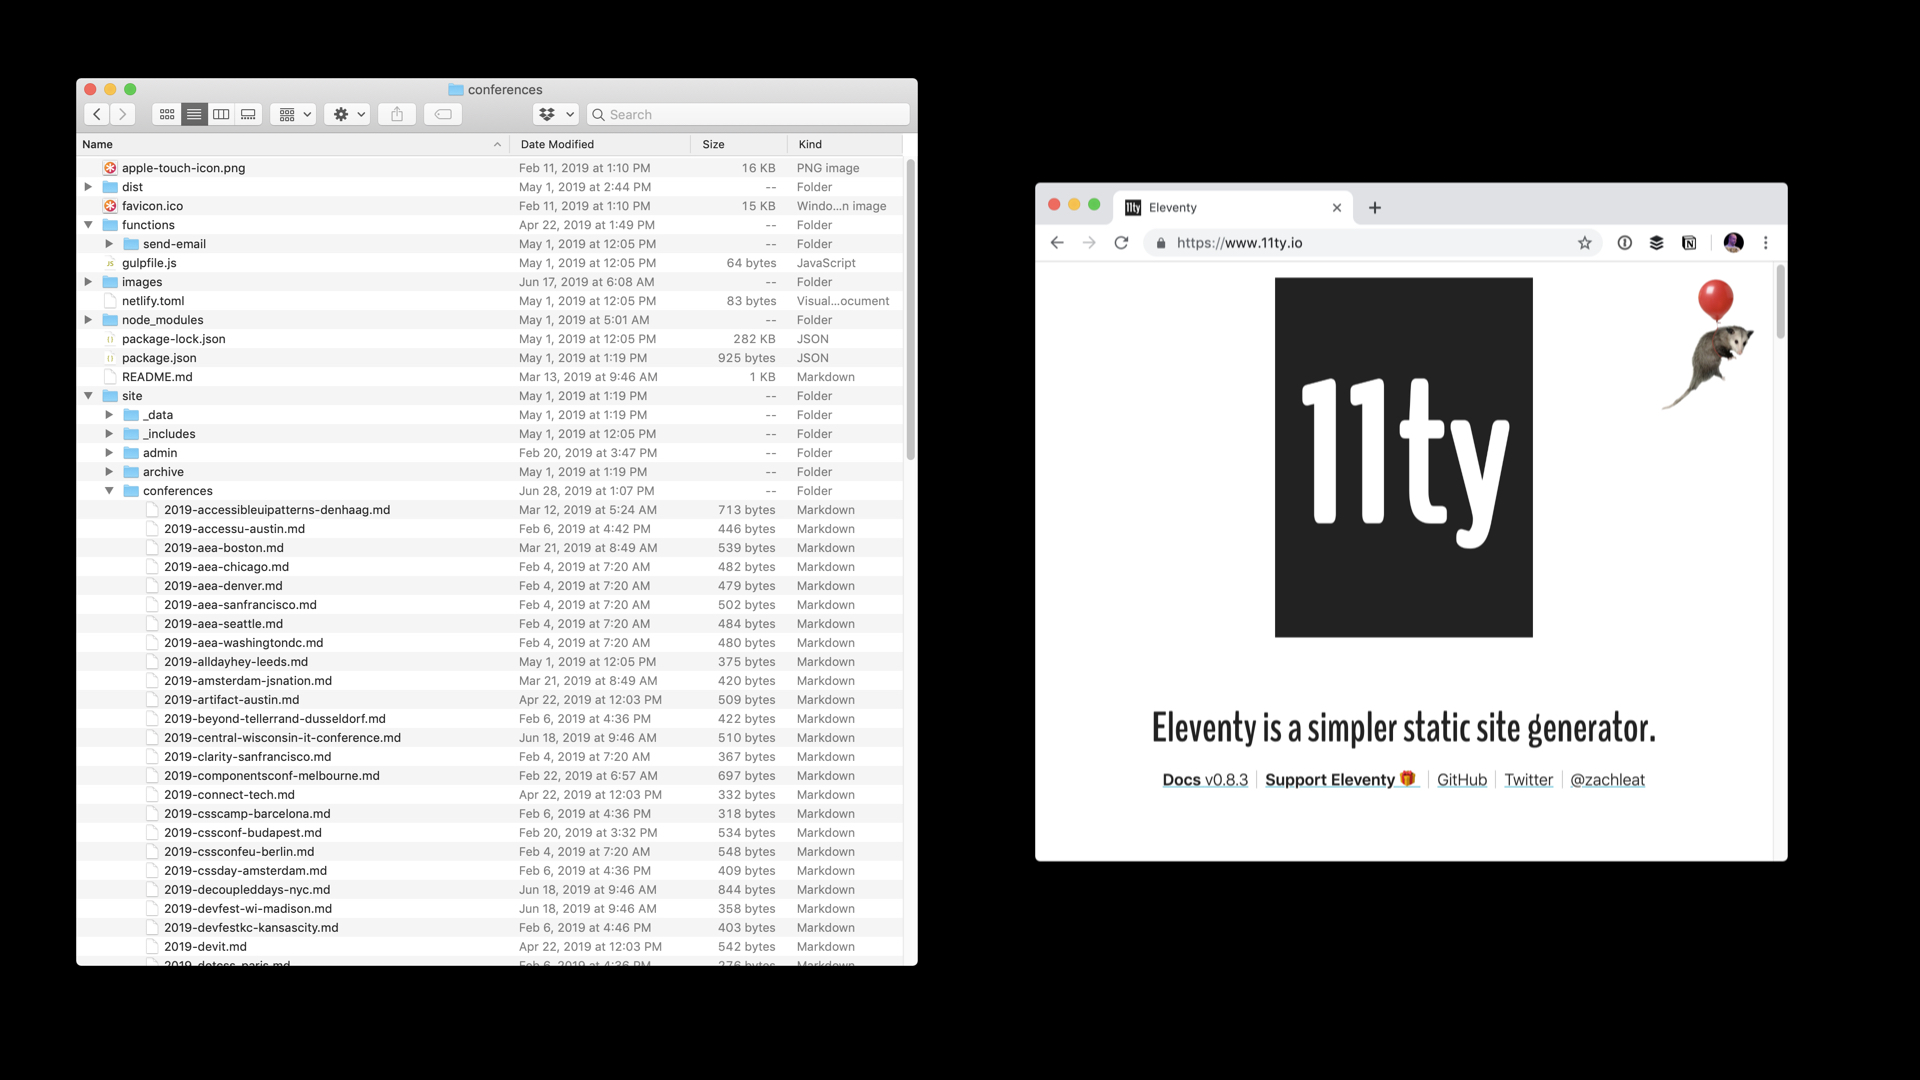 conferences
Search
Name Date Modified Size Kind
apple-touch-icon.png Feb 11, 2019 at 1:10 PM 16 KB PNG image
dist May 1, 2019 at 2:44 PM -- Folder
favicon.ico Feb 11, 2019 at 1:10 PM 15 KB Windo...n image
functions Apr 22, 2019 at 1:49 PM -- Folder
send-email May 1, 2019 at 12:05 PM -- Folder
gulpfile.js May 1, 2019 at 12:05 PM 64 bytes JavaScript
images Jun 17, 2019 at 6:08 AM -- Folder
netlify.toml May 1, 2019 at 12:05 PM 83 bytes Visual...ocument
node_modules May 1, 2019 at 5:01 AM -- Folder
package-lock.json May 1, 2019 at 12:05 PM 282 KB JSON
package.json May 1, 2019 at 1:19 PM 925 bytes JSON
README.md Mar 13, 2019 at 9:46 AM 1 KB Markdown
site May 1, 2019 at 1:19 PM -- Folder
_data May 1, 2019 at 1:19 PM -- Folder
_includes May 1, 2019 at 12:05 PM -- Folder
admin Feb 20, 2019 at 3:47 PM -- Folder
archive May 1, 2019 at 1:19 PM -- Folder
conferences Jun 28, 2019 at 1:07 PM -- Folder
2019-accessibleuipatterns-denhaag.md Mar 12, 2019 at 5:24 AM 713 bytes Markdown
2019-accessu-austin.md Feb 6, 2019 at 4:42 PM 446 bytes Markdown
2019-aea-boston.md Mar 21, 2019 at 8:49 AM 539 bytes Markdown
2019-aea-chicago.md Feb 4, 2019 at 7:20 AM 482 bytes Markdown
2019-aea-denver.md Feb 4, 2019 at 7:20 AM 479 bytes Markdown
2019-aea-sanfrancisco.md Feb 4, 2019 at 7:20 AM 502 bytes Markdown
2019-aea-seattle.md Feb 4, 2019 at 7:20 AM 484 bytes Markdown
2019-aea-washingtondc.md Feb 4, 2019 at 7:20 AM 480 bytes Markdown
2019-alldayhey-leeds.md May 1, 2019 at 12:05 PM 375 bytes Markdown
2019-amsterdam-jsnation.md Mar 21, 2019 at 8:49 AM 420 bytes Markdown
2019-artifact-austin.md Apr 22, 2019 at 12:03 PM 509 bytes Markdown
2019-beyond-tellerrand-dusseldorf.md Feb 6, 2019 at 4:36 PM 422 bytes Markdown
2019-central-wisconsin-it-conference.md Jun 18, 2019 at 9:46 AM 510 bytes Markdown
2019-clarity-sanfrancisco.md Feb 4, 2019 at 7:20 AM 367 bytes Markdown
2019-componentsconf-melbourne.md Feb 22, 2019 at 6:57 AM 697 bytes Markdown
2019-connect-tech.md Apr 22, 2019 at 12:03 PM 332 bytes Markdown
2019-csscamp-barcelona.md Feb 6, 2019 at 4:36 PM 318 bytes Markdown
2019-cssconf-budapest.md Feb 20, 2019 at 3:32 PM 534 bytes Markdown
2019-cssconfeu-berlin.md Feb 4, 2019 at 7:20 AM 548 bytes Markdown
2019-cssday-amsterdam.md Feb 6, 2019 at 4:36 PM 409 bytes Markdown
2019-decoupleddays-nyc.md Jun 18, 2019 at 9:46 AM 844 bytes Markdown
2019-devfest-wi-madison.md Jun 18, 2019 at 9:46 AM 358 bytes Markdown
2019-devfestkc-kansascity.md Feb 6, 2019 at 4:46 PM 403 bytes Markdown
2019-devit.md Apr 22, 2019 at 12:03 PM 542 bytes Markdown
11ty Eleventy
https://www.11ty.io
11ty
Eleventy is a simpler static site generator.
Docs v0.8.3 | Support Eleventy | GitHub | Twitter | @zachleat